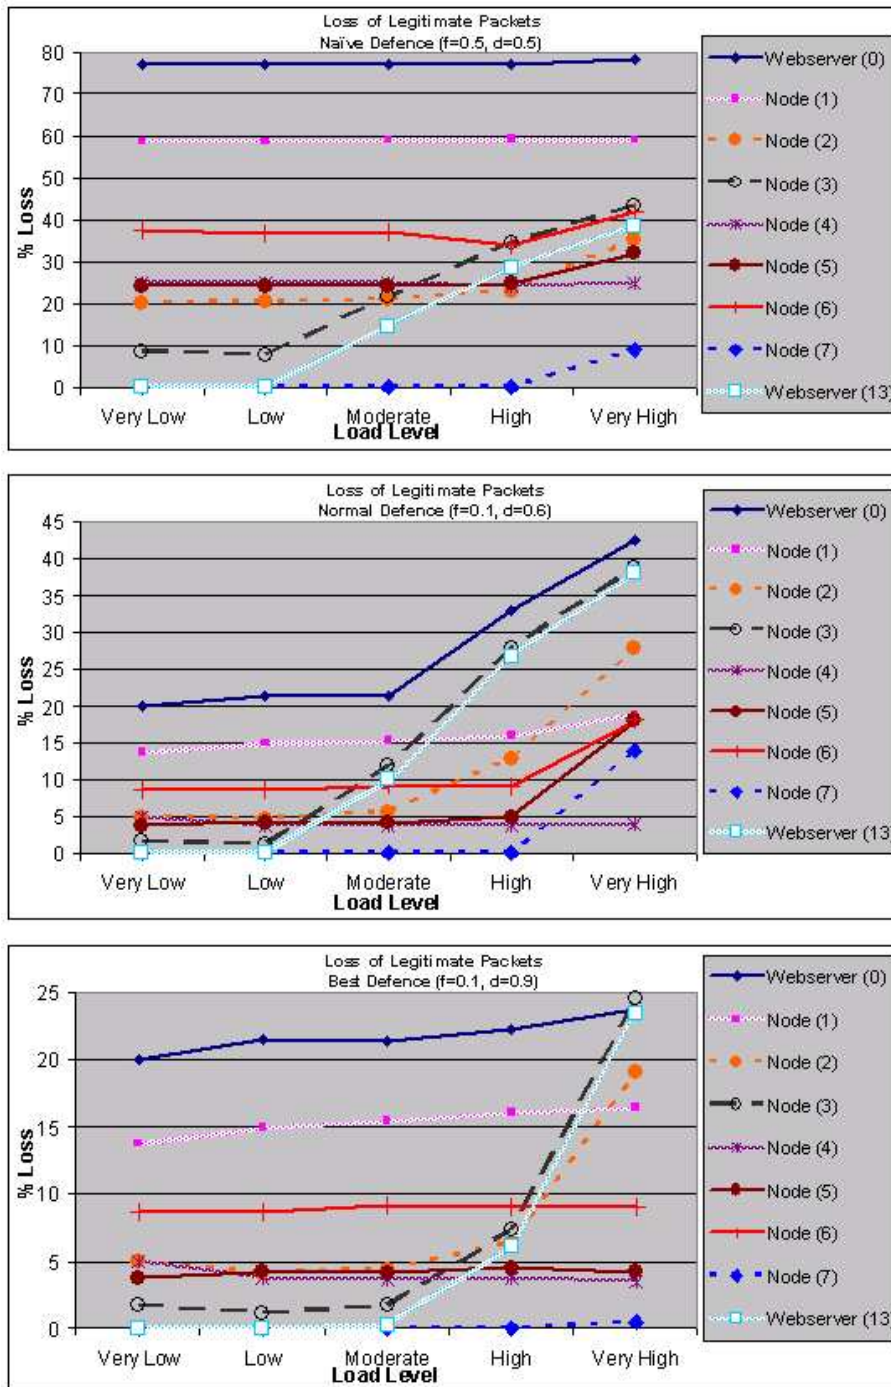 Loss of Legitimate Packets
Naïve Defence (f=0.5, d=0.5)
80
70
60
50
40
30
20
10
0
% Loss
Very Low Low Moderate High Very High
Load Level
Webserver (0)
Node (1)
Node (2)
Node (3)
Node (4)
Node (5)
Node (6)
Node (7)
Webserver (13)
Loss of Legitimate Packets
Normal Defence (f=0.1, d=0.6)
45
40
35
30
25
20
15
10
5
0
% Loss
Very Low Low Moderate High Very High
Load Level
Webserver (0)
Node (1)
Node (2)
Node (3)
Node (4)
Node (5)
Node (6)
Node (7)
Webserver (13)
Loss of Legitimate Packets
Best Defence (f=0.1, d=0.9)
25
20
15
10
5
0
% Loss
Very Low Low Moderate High Very High
Load Level
Webserver (0)
Node (1)
Node (2)
Node (3)
Node (4)
Node (5)
Node (6)
Node (7)
Webserver (13)